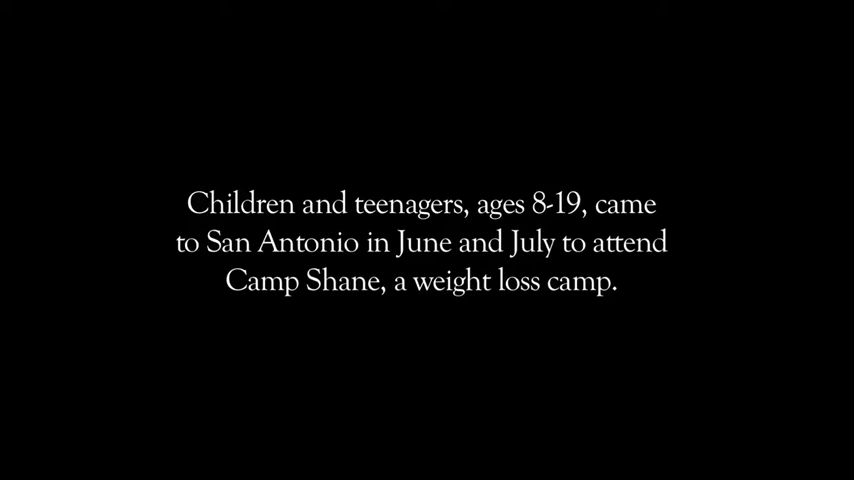 Children and teenagers, ages 8-19, came
to San Antonio in June and July to attend
Camp Shane, a weight loss camp.